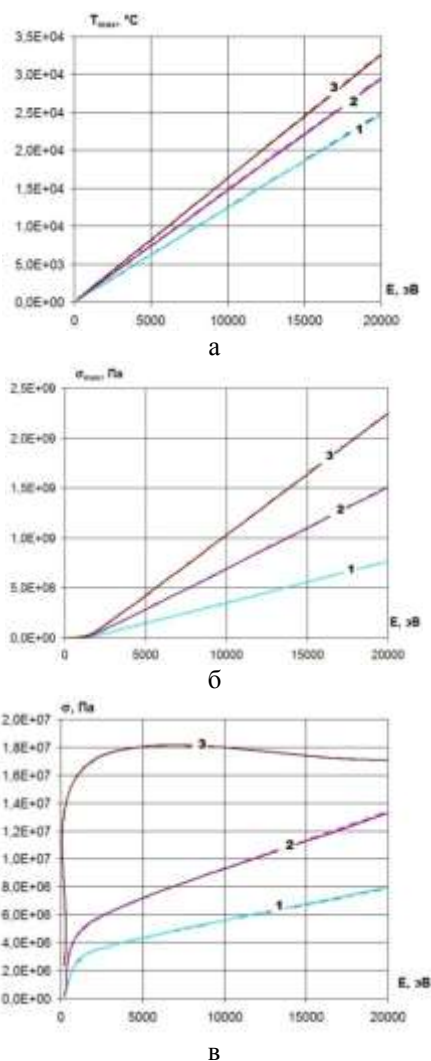 Tmax, °C
3,5E+04
3,0E+04
2,5E+04
2,0E+04
1,5E+04
1,0E+04
5,0E+03
0,0E+00
3
2
1
E, эВ
0 5000 10000 15000 20000
а
σmax, Па
2,5E+09
2,0E+09
1,5E+09
1,0E+09
5,0E+08
0,0E+00
3
2
1
E, эВ
0 5000 10000 15000 20000
б
σ, Па
2,0E+07
1,8E+07
1,6E+07
1,4E+07
1,2E+07
1,0E+07
8,0E+06
6,0E+06
4,0E+06
2,0E+06
0,0E+00
3
2
1
E, эВ
0 5000 10000 15000 20000
в